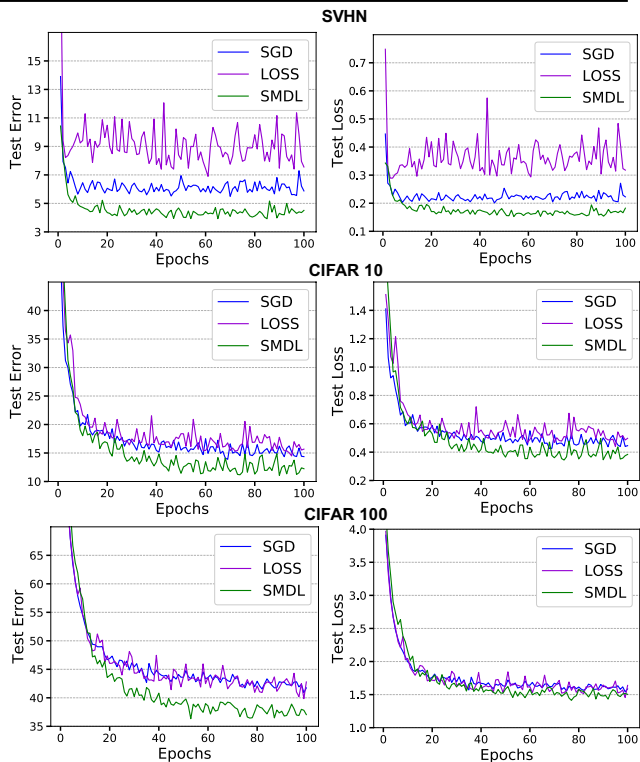 SVHN
Test Error
15
13
11
9
7
5
3
SGD
LOSS
SMDL
0 20 40 60 80 100
Epochs
Test Loss
0.7
0.6
0.5
0.4
0.3
0.2
0.1
SGD
LOSS
SMDL
0 20 40 60 80 100
Epochs
CIFAR 10
Test Error
45
40
35
30
25
20
15
10
SGD
LOSS
SMDL
0 20 40 60 80 100
Epochs
Test Loss
1.4
1.2
1.0
0.8
0.6
0.4
0.2
SGD
LOSS
SMDL
0 20 40 60 80 100
Epochs
CIFAR 100
Test Error
65
60
55
50
45
40
35
SGD
LOSS
SMDL
0 20 40 60 80 100
Epochs
Test Loss
4.0
3.5
3.0
2.5
2.0
1.5
1.0
SGD
LOSS
SMDL
0 20 40 60 80 100
Epochs